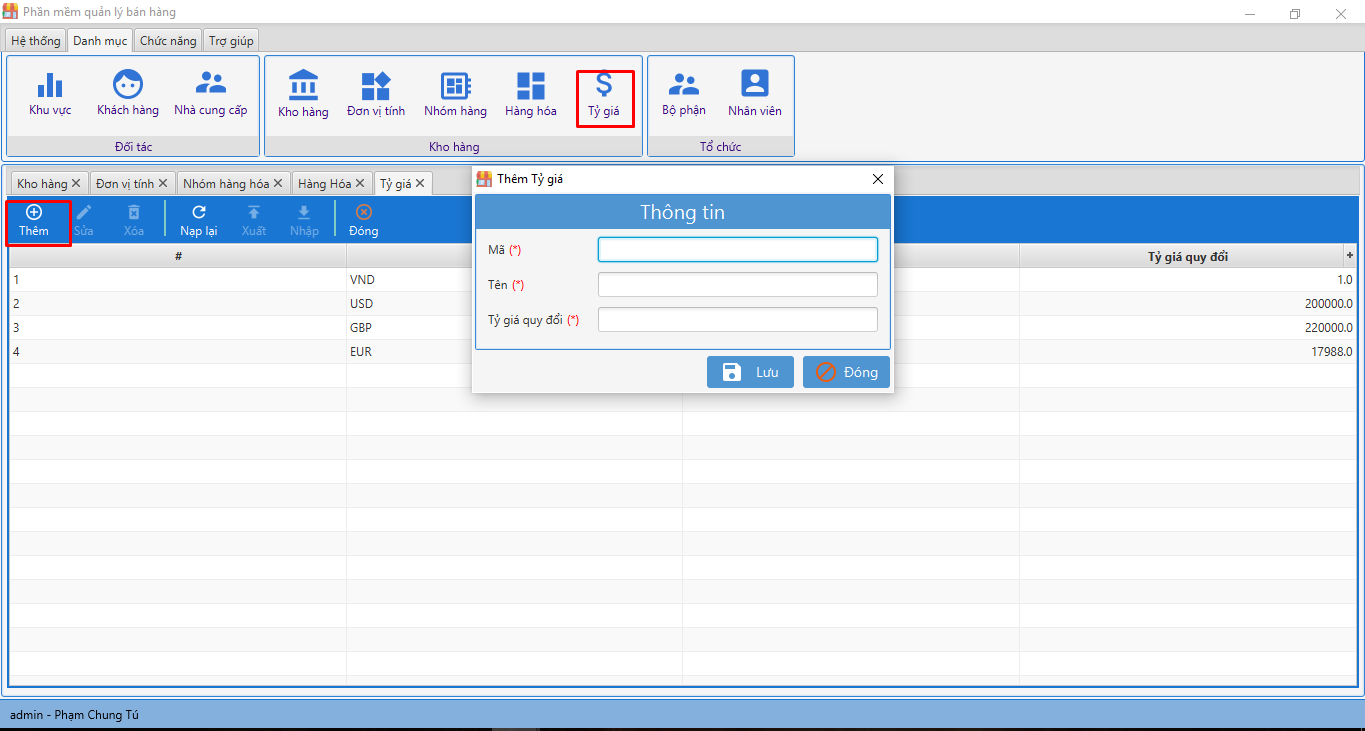 Phần mềm quản lý bán hàng
Hệ thống Danh mục Chức năng Trợ giúp
Khu vực Khách hàng Nhà cung cấp Kho hàng Đơn vị tính Nhóm hàng Hàng hóa Tỷ giá Bộ phận Nhân viên
Đối tác Kho hàng Tổ chức
Kho hàng Đơn vị tính Nhóm hàng hóa Hàng Hóa Tỷ giá
Thêm Sửa Xóa Nạp lại Xuất Nhập Đóng
# Tỷ giá quy đổi +
1 VND 1.0
2 USD 200000.0
3 GBP 220000.0
4 EUR 17988.0
Thêm Tỷ giá
Thông tin
Mã (*)
Tên (*)
Tỷ giá quy đổi (*)
Lưu Đóng
admin - Phạm Chung Tú